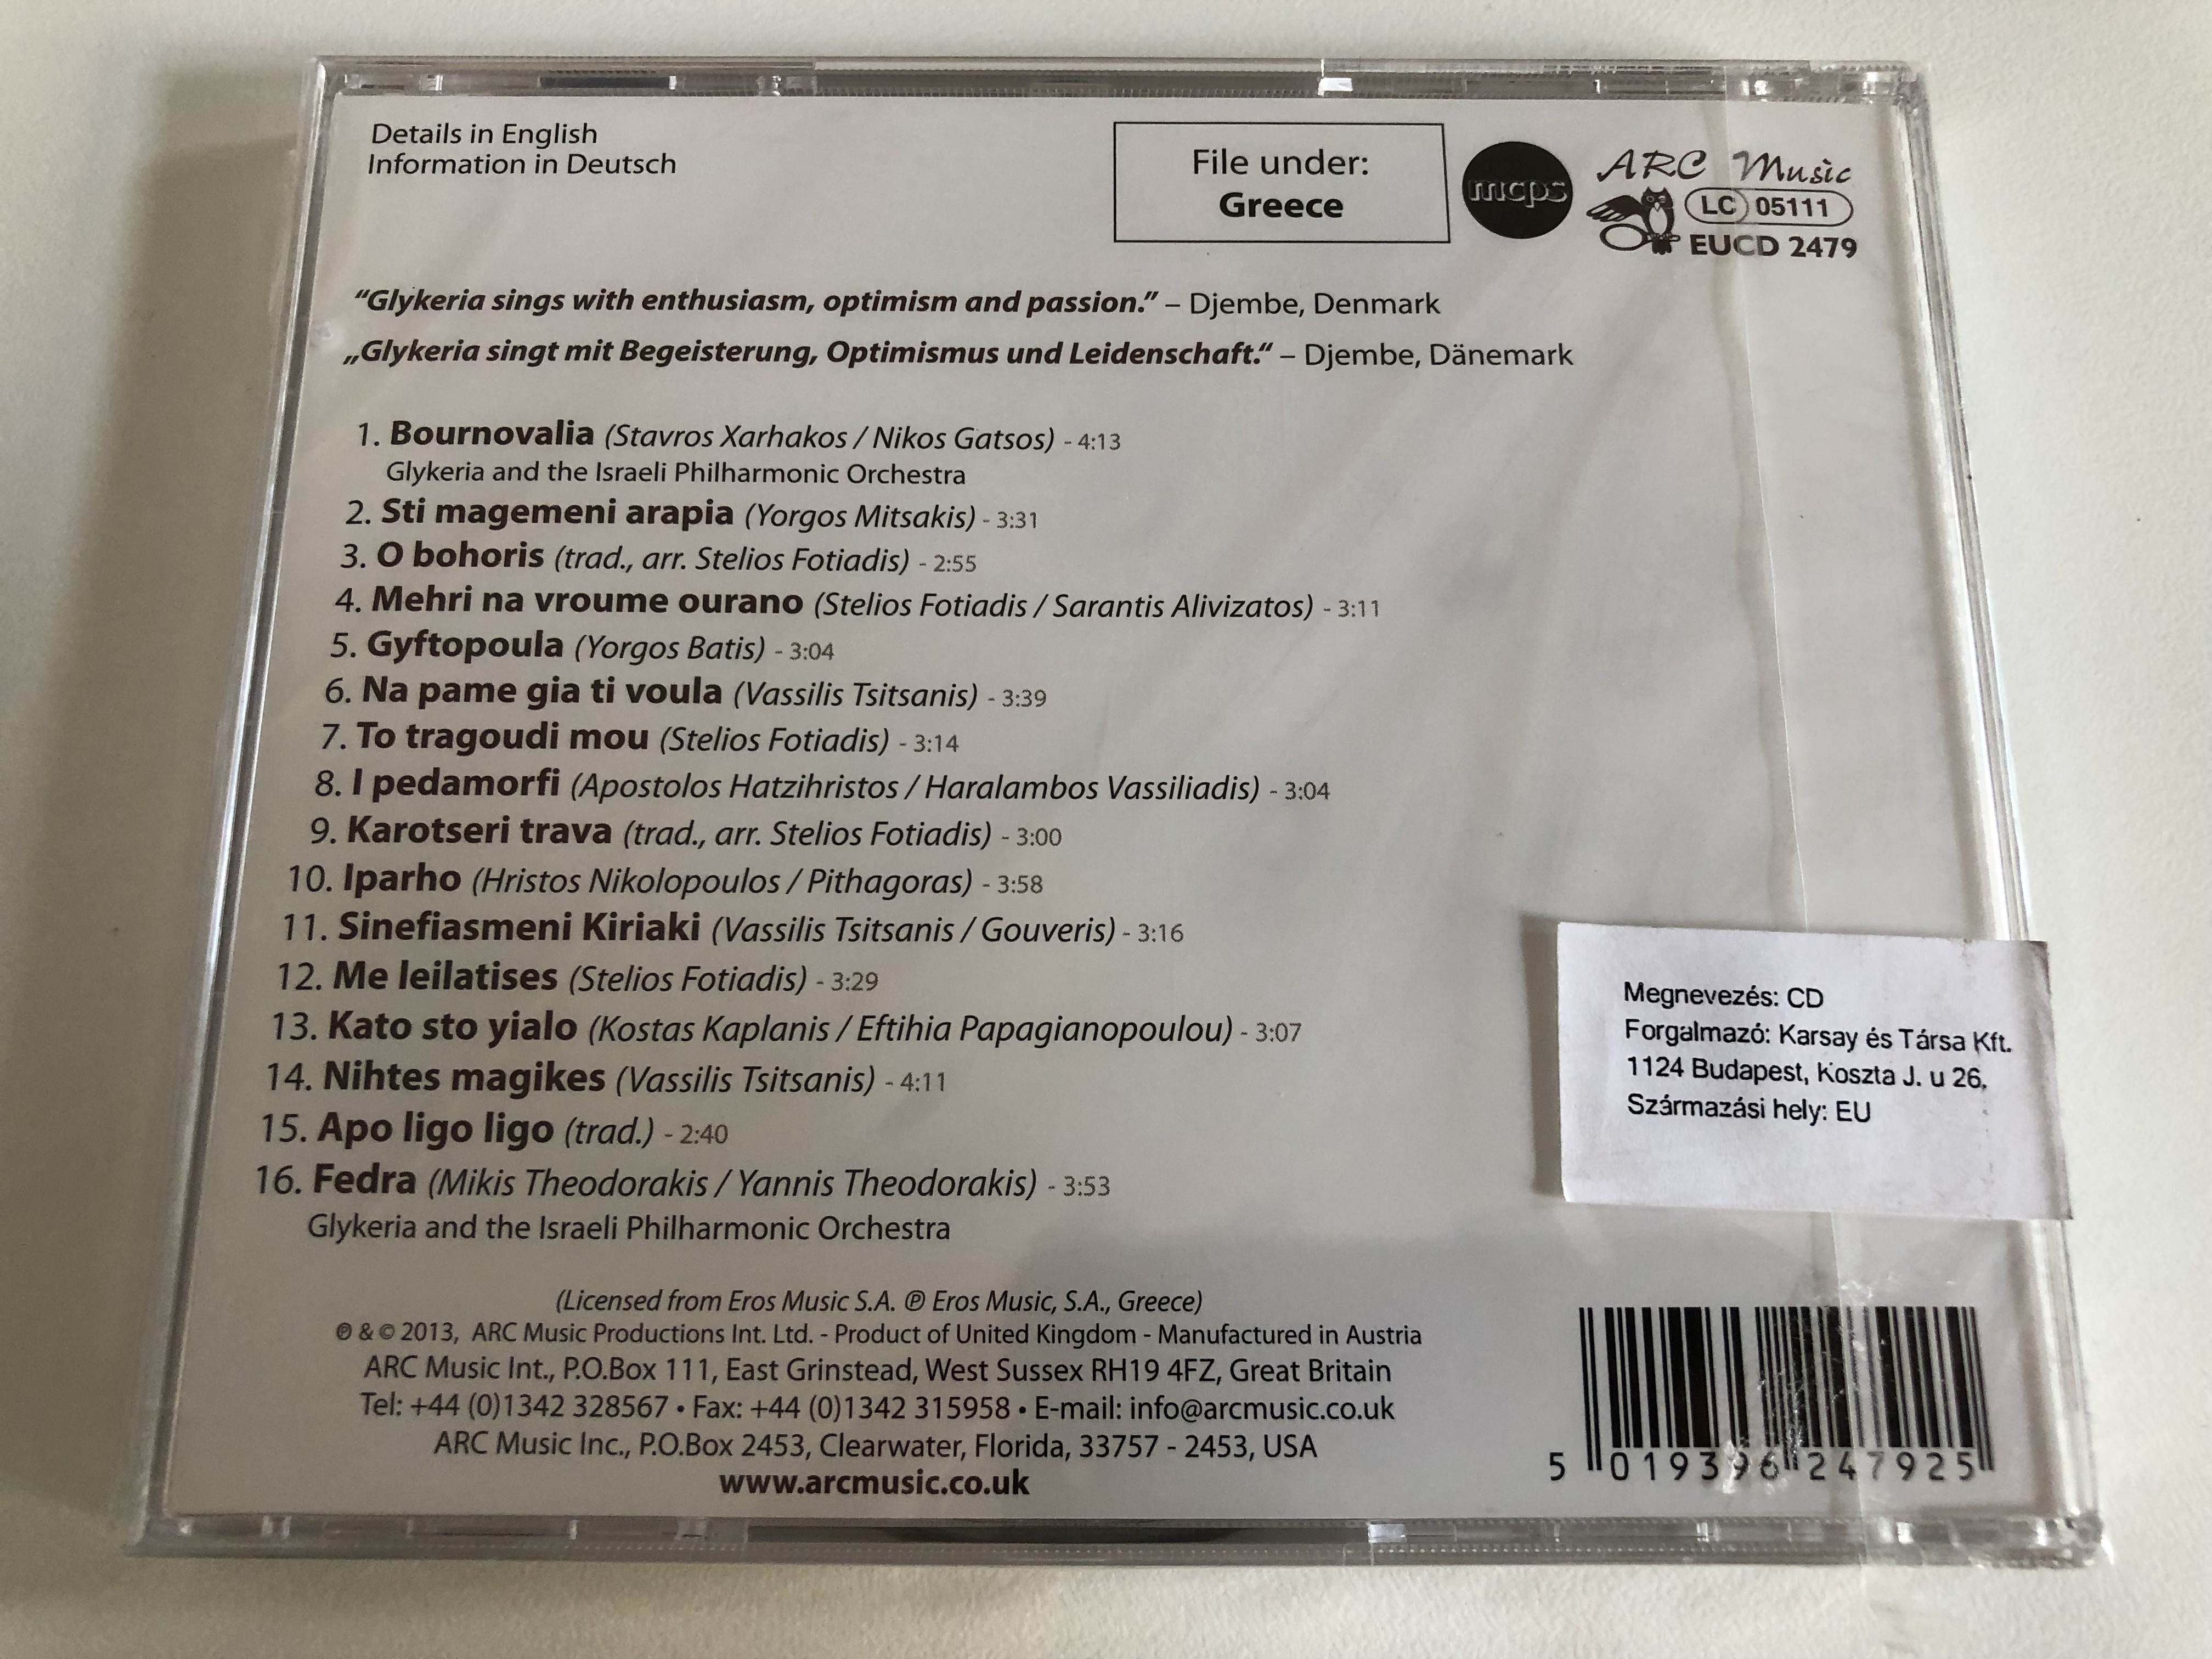 Details in English
Information in Deutsch
File under:
Greece
mcps
ARC Music
LC 05111
EUCD 2479
“Glykeria sings with enthusiasm, optimism and passion.” – Djembe, Denmark
„Glykeria singt mit Begeisterung, Optimismus und Leidenschaft.“ – Djembe, Dänemark
1. Bournovalia (Stavros Xarhakos / Nikos Gatsos) - 4:13
Glykeria and the Israeli Philharmonic Orchestra
2. Sti magemeni arapia (Yorgos Mitsakis) - 3:31
3. O bohoris (trad., arr. Stelios Fotiadis) - 2:55
4. Mehri na vroume ourano (Stelios Fotiadis / Sarantis Alivizatos) - 3:11
5. Gyftopoula (Yorgos Batis) - 3:04
6. Na pame gia ti voula (Vassilis Tsitsanis) - 3:39
7. To tragoudi mou (Stelios Fotiadis) - 3:14
8. I pedamorfi (Apostolos Hatzihristos / Haralambos Vassiliadis) - 3:04
9. Karotseri trava (trad., arr. Stelios Fotiadis) - 3:00
10. Iparho (Hristos Nikolopoulos / Pithagoras) - 3:58
11. Sinefiasmeni Kiriaki (Vassilis Tsitsanis / Gouveris) - 3:16
12. Me leilatises (Stelios Fotiadis) - 3:29
13. Kato sto yialo (Kostas Kaplanis / Eftihia Papagianopoulou) - 3:07
14. Nihtes magikes (Vassilis Tsitsanis) - 4:11
15. Apo ligo ligo (trad.) - 2:40
16. Fedra (Mikis Theodorakis / Yannis Theodorakis) - 3:53
Glykeria and the Israeli Philharmonic Orchestra
Megnevezés: CD
Forgalmazó: Karsay és Társa Kft.
1124 Budapest, Koszta J. u 26.
Származási hely: EU
(Licensed from Eros Music S.A. ℗ Eros Music, S.A., Greece)
℗ & © 2013, ARC Music Productions Int. Ltd. - Product of United Kingdom - Manufactured in Austria
ARC Music Int., P.O.Box 111, East Grinstead, West Sussex RH19 4FZ, Great Britain
Tel: +44 (0)1342 328567 • Fax: +44 (0)1342 315958 • E-mail: info@arcmusic.co.uk
ARC Music Inc., P.O.Box 2453, Clearwater, Florida, 33757 - 2453, USA
www.arcmusic.co.uk
5 019396 247925